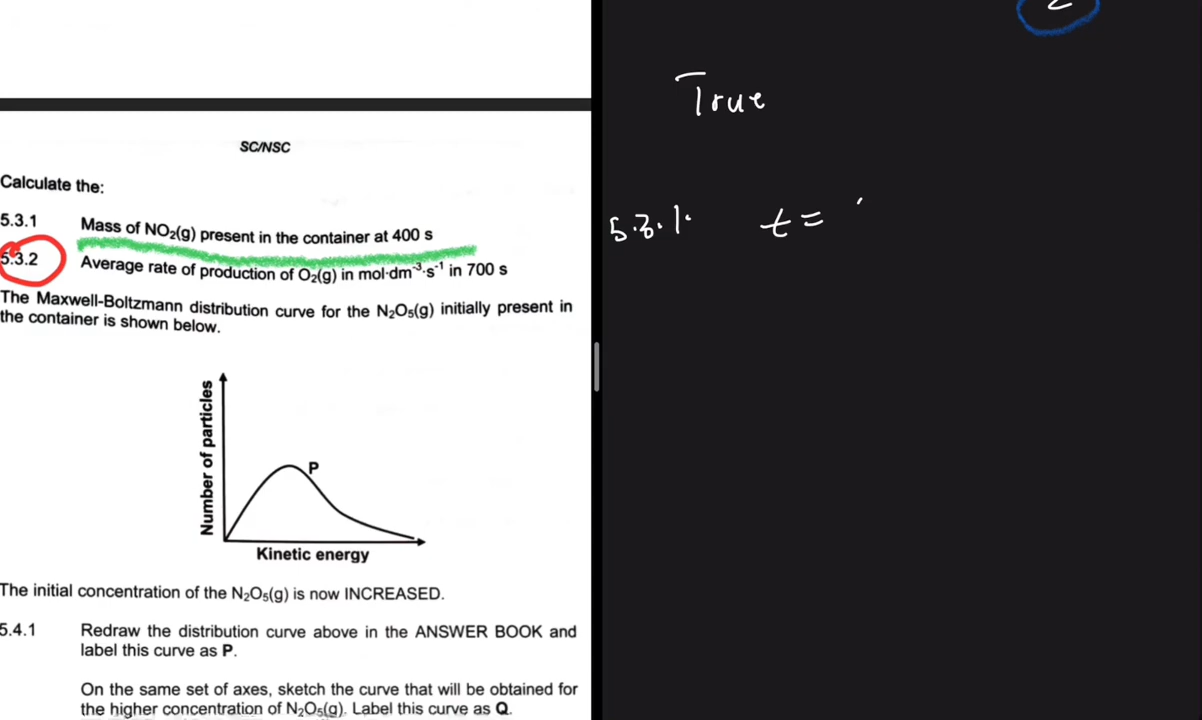 True
SC/NSC
Calculate the:
5.3.1 Mass of NO₂(g) present in the container at 400 s
5.3.1. t =
5.3.2 Average rate of production of O₂(g) in mol·dm⁻³·s⁻¹ in 700 s
The Maxwell-Boltzmann distribution curve for the N₂O₅(g) initially present in
the container is shown below.
Number of particles
P
Kinetic energy
The initial concentration of the N₂O₅(g) is now INCREASED.
5.4.1 Redraw the distribution curve above in the ANSWER BOOK and
label this curve as P.
On the same set of axes, sketch the curve that will be obtained for
the higher concentration of N₂O₅(g). Label this curve as Q.